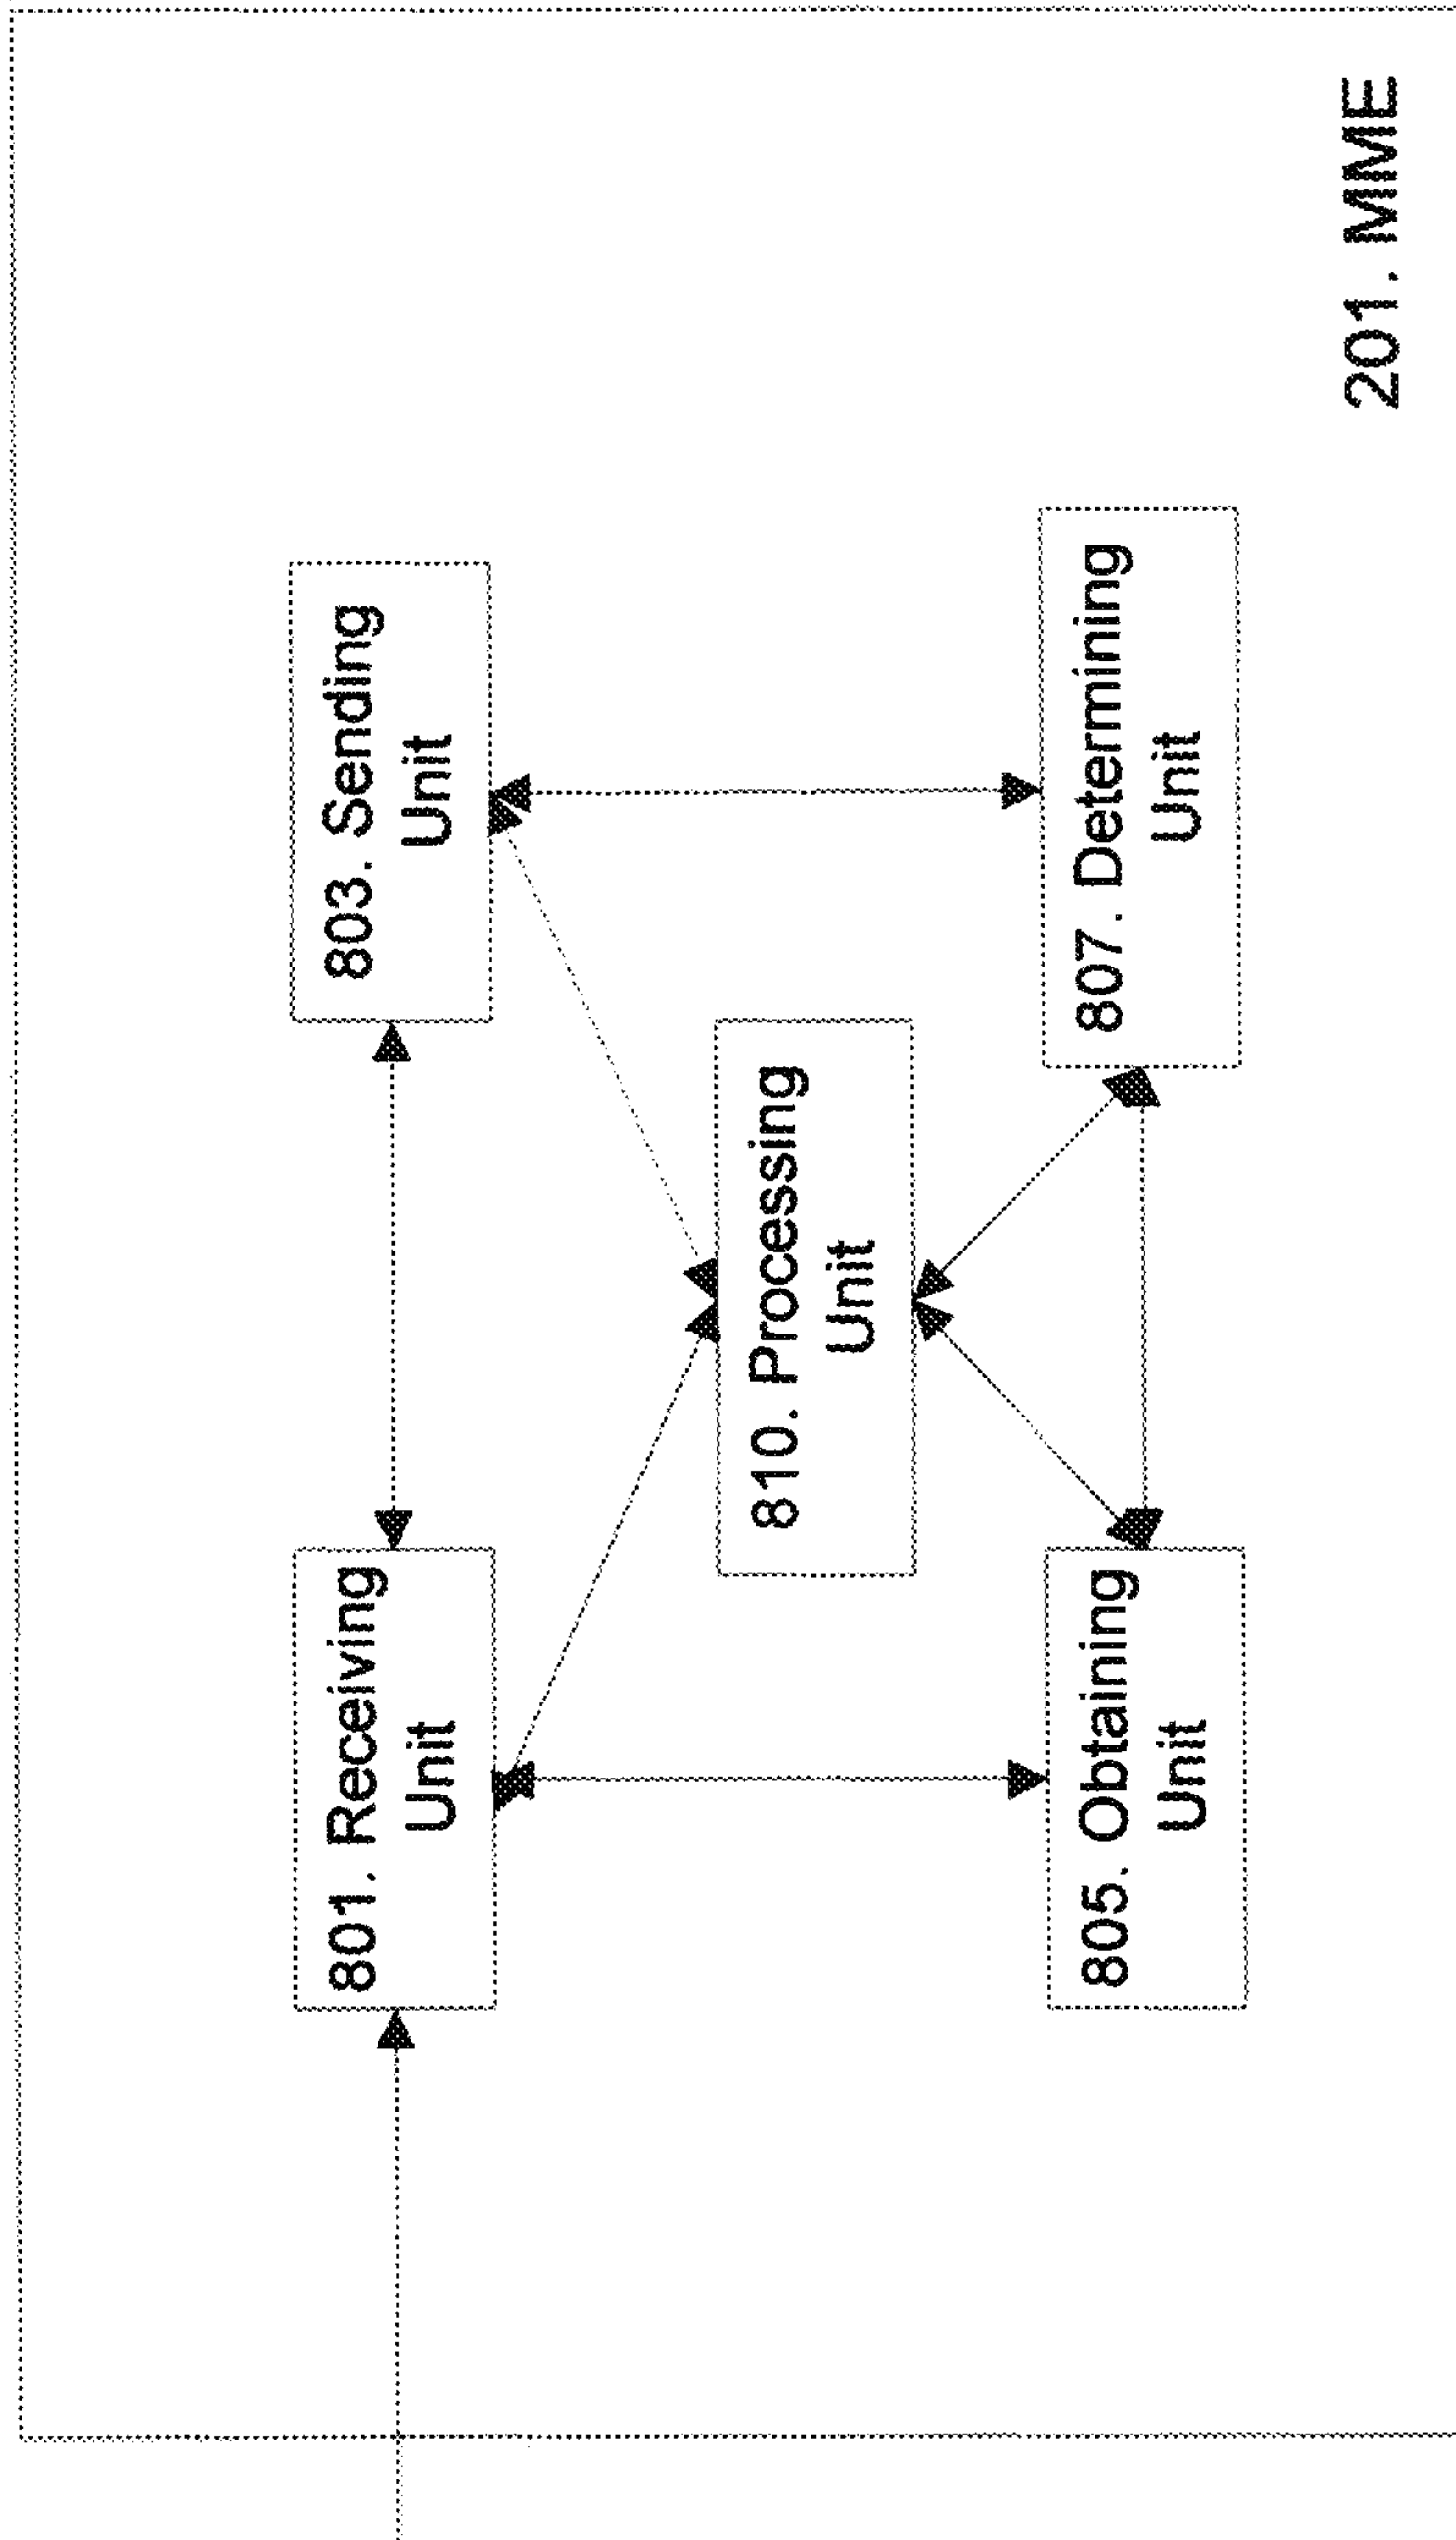 801. Receiving
Unit
803. Sending
Unit
810. Processing
Unit
805. Obtaining
Unit
807. Determining
Unit
201. MME